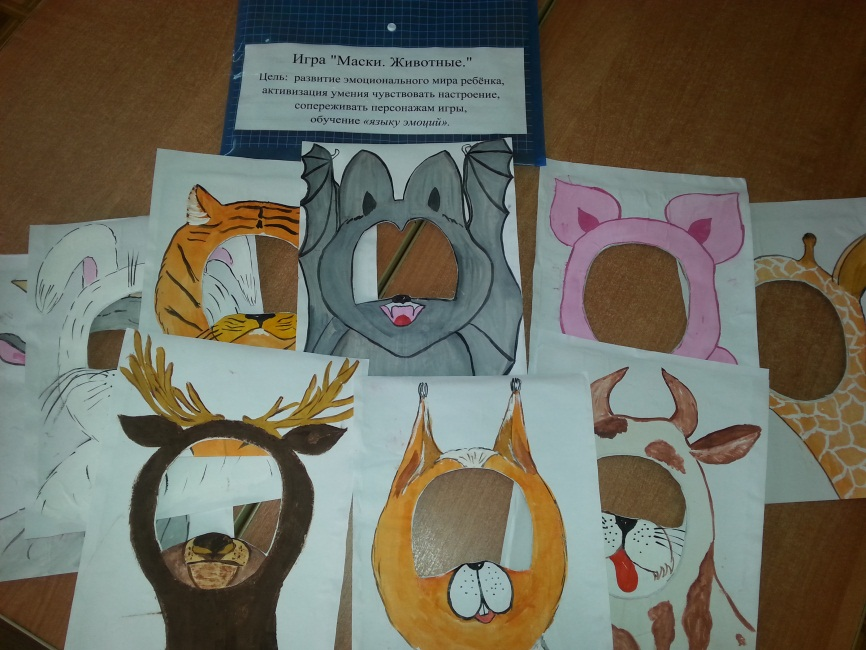 Игра "Маски. Животные."
Цель: развитие эмоционального мира ребёнка,
активизация умения чувствовать настроение,
сопереживать персонажам игры,
обучение «языку эмоций».